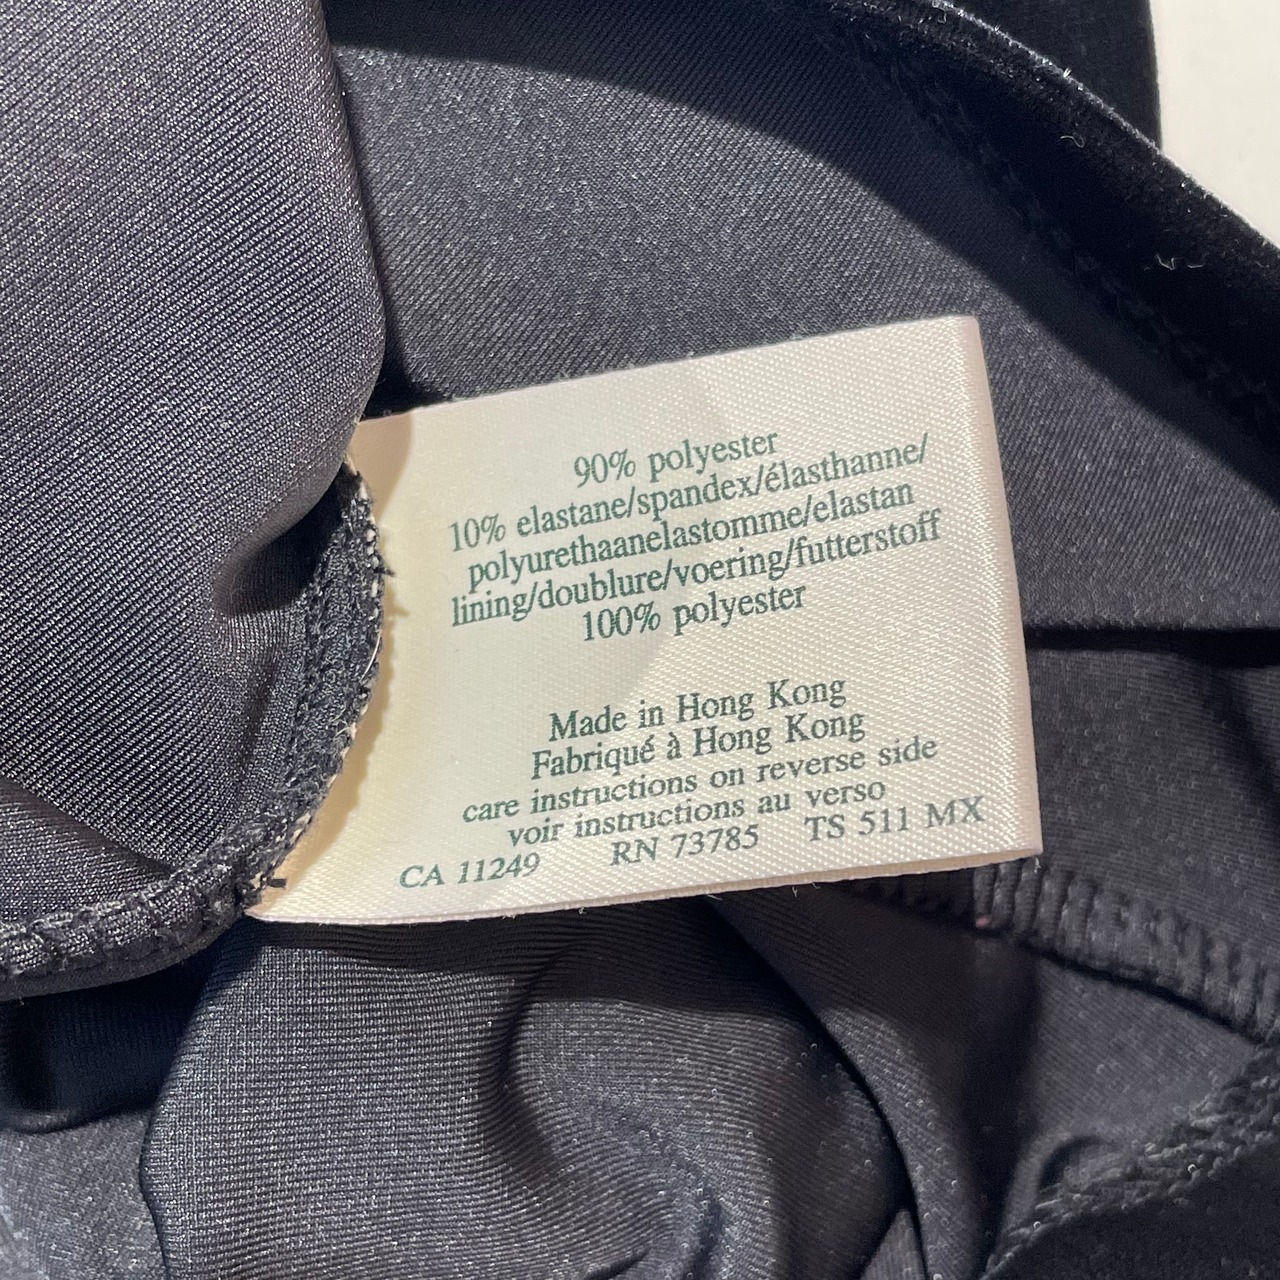 90% polyester
10% elastane/spandex/élasthanne/
polyurethaanelastomme/elastan
lining/doublure/voering/futterstoff
100% polyester
Made in Hong Kong
Fabriqué à Hong Kong
care instructions on reverse side
voir instructions au verso
CA 11249 RN 73785 TS 511 MX